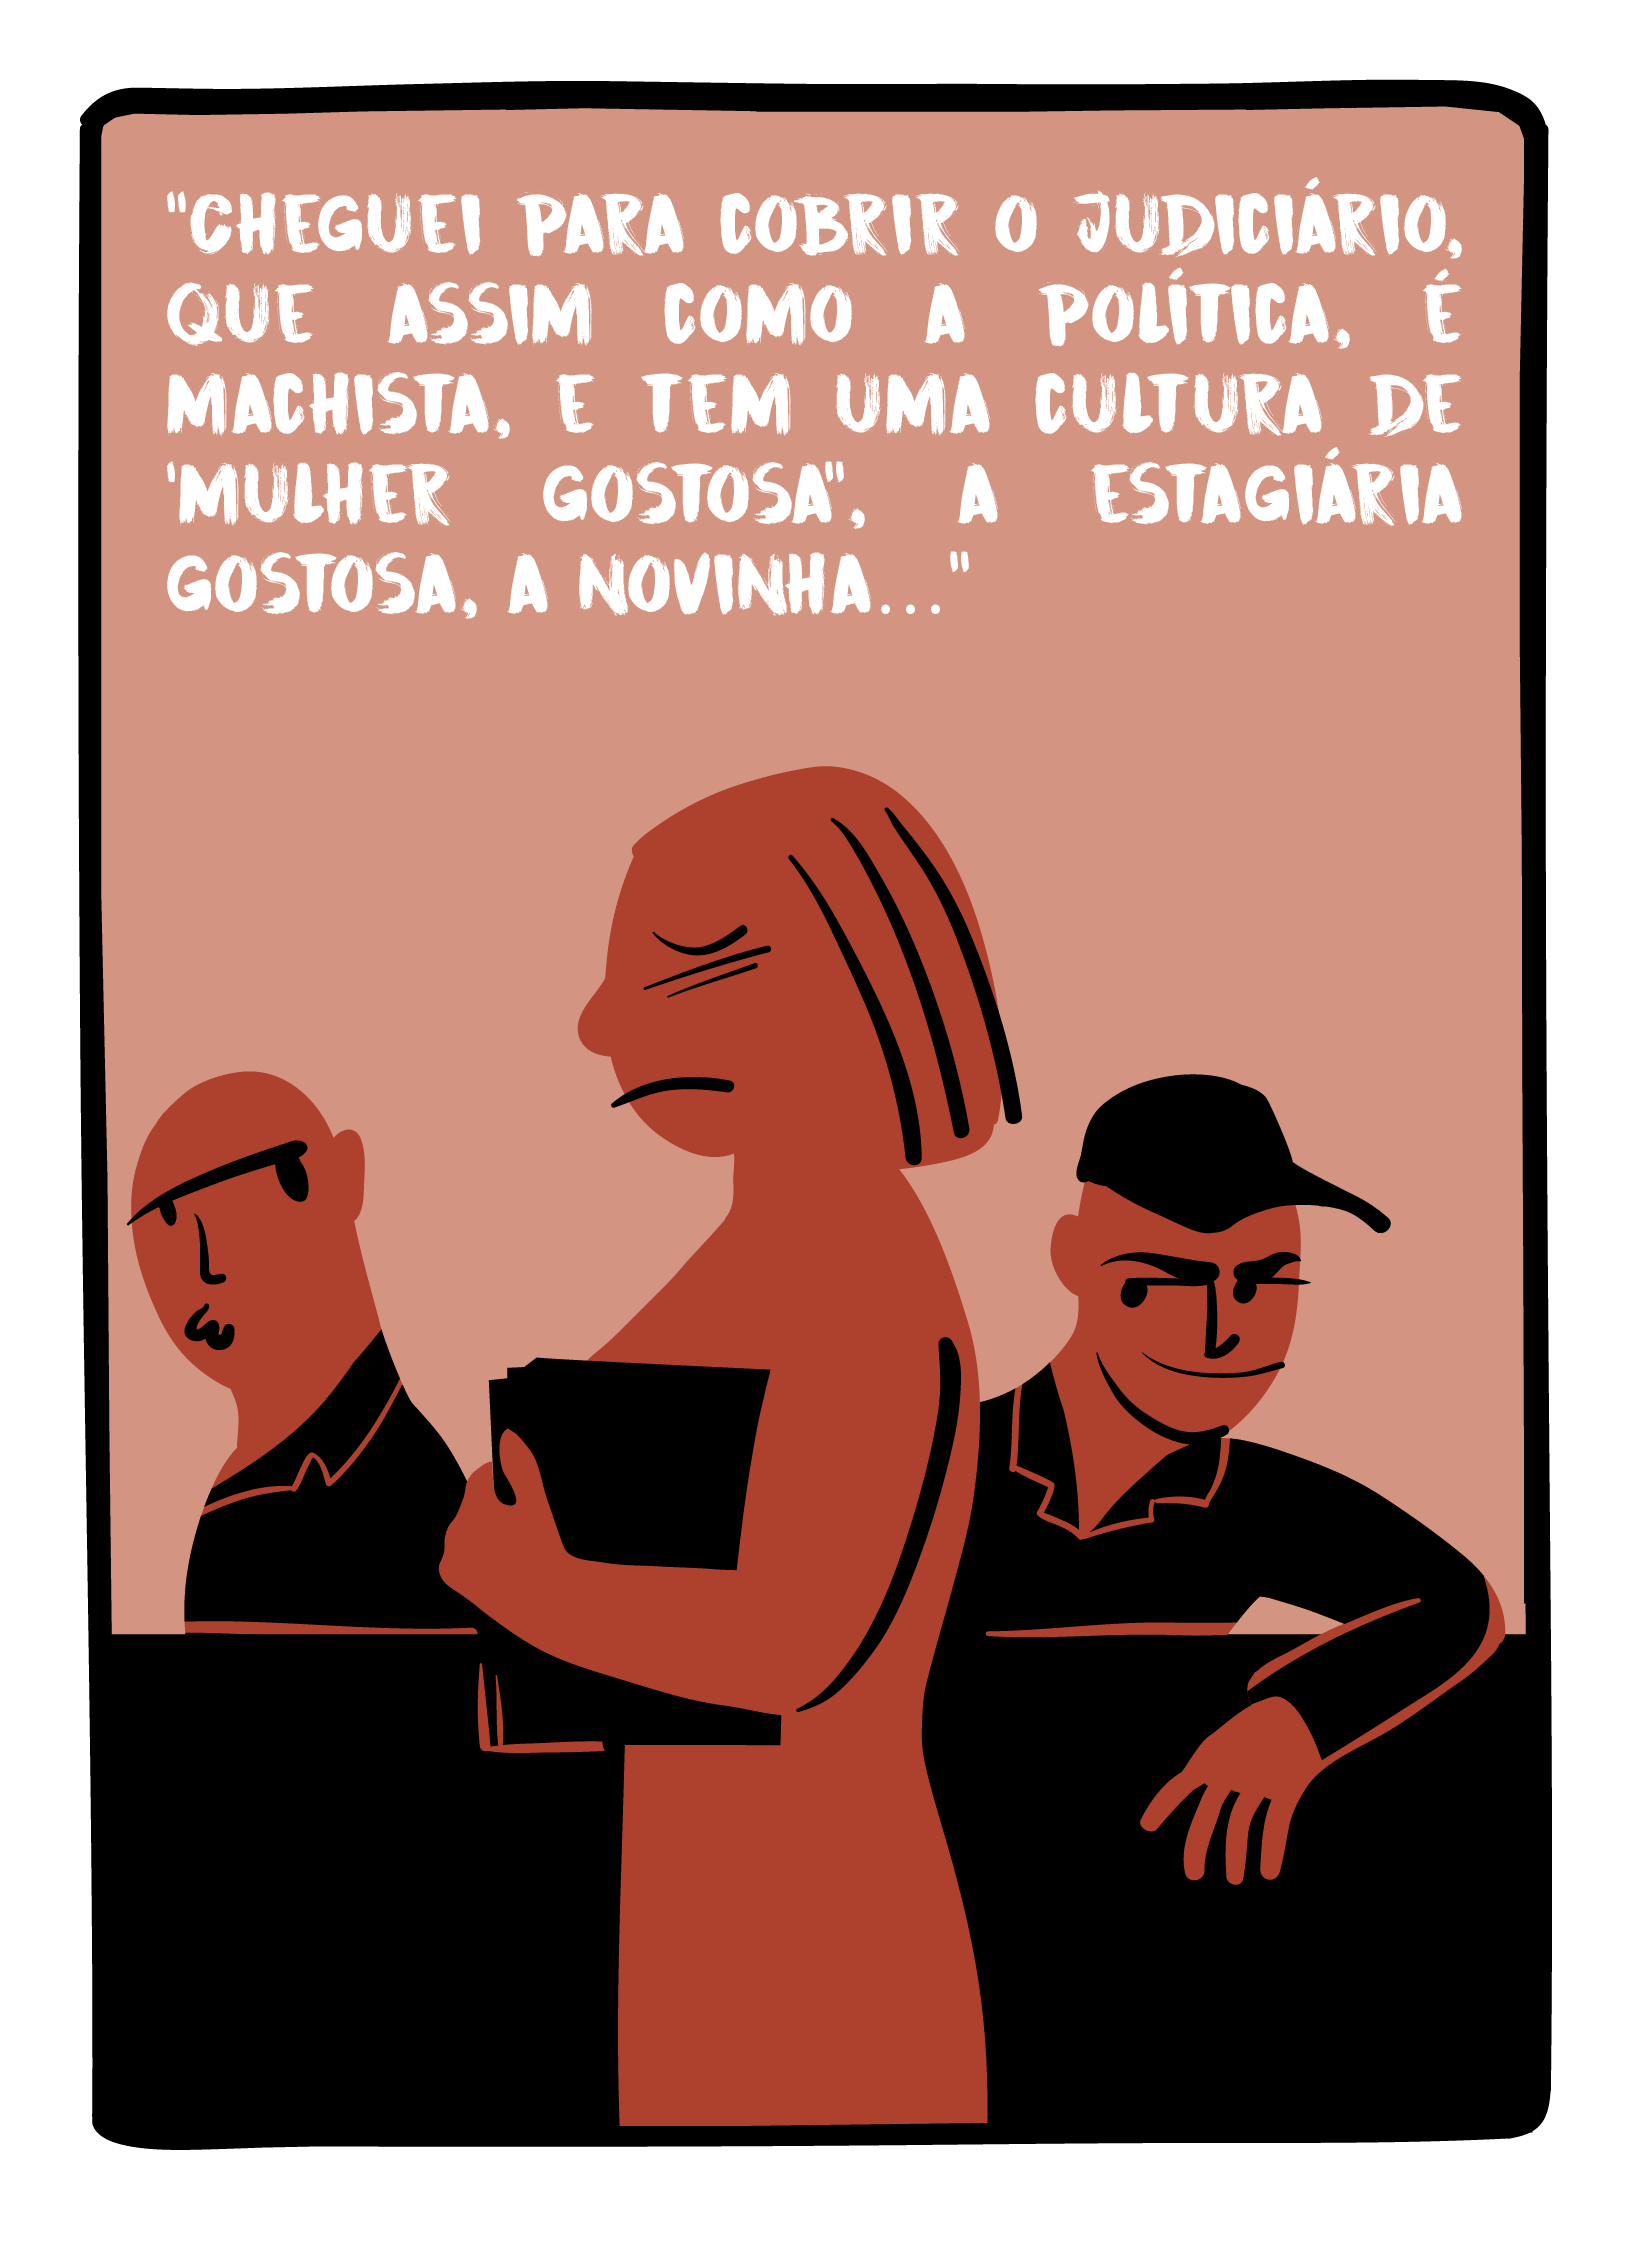 "CHEGUEI PARA COBRIR O JUDICIÁRIO,
QUE ASSIM COMO A POLÍTICA, É
MACHISTA, E TEM UMA CULTURA DE
'MULHER GOSTOSA", A ESTAGIÁRIA
GOSTOSA, A NOVINHA... "